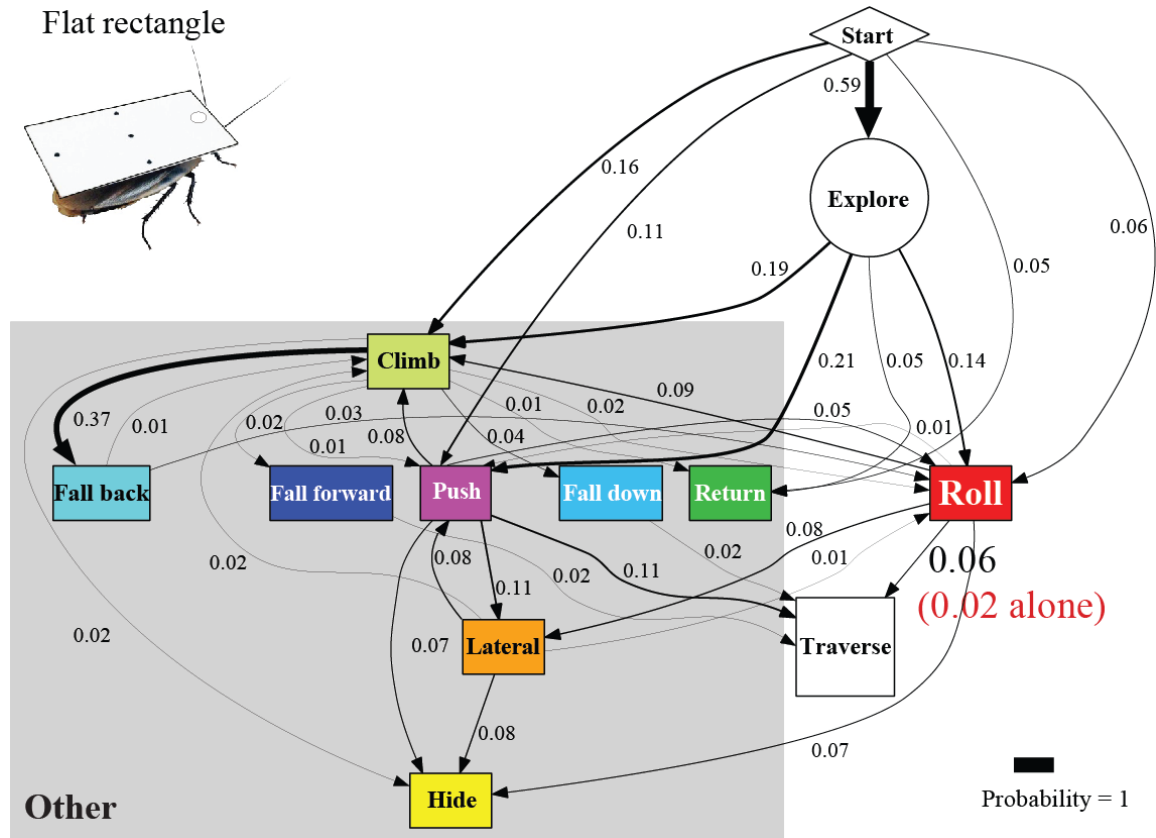 Flat rectangle
Start
0.59
0.16
0.11
Explore
0.06
0.19
0.05
Climb
0.21
0.05
0.14
0.09
0.37
0.01
0.02
0.03
0.01
0.08
0.04
0.01
0.02
0.05
0.01
Fall back
Fall forward
Push
Fall down
Return
Roll
0.08
0.02
0.08
0.11
0.02
0.11
0.02
0.01
0.06
(0.02 alone)
0.02
0.07
Lateral
Traverse
0.08
0.07
Hide
Other
Probability = 1